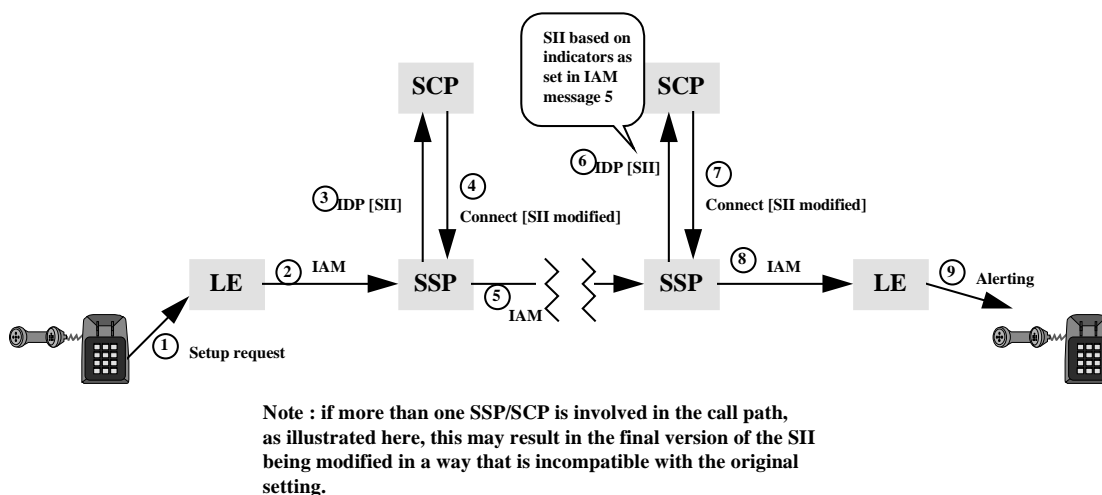 SII based on
indicators as
set in IAM
message 5
SCP
SCP
3 IDP [SII]
4
Connect [SII modified]
6 IDP [SII]
7
Connect [SII modified]
LE
2 IAM
SSP
5
IAM
SSP
8 IAM
LE
9 Alerting
1 Setup request
Note : if more than one SSP/SCP is involved in the call path,
as illustrated here, this may result in the final version of the SII
being modified in a way that is incompatible with the original
setting.